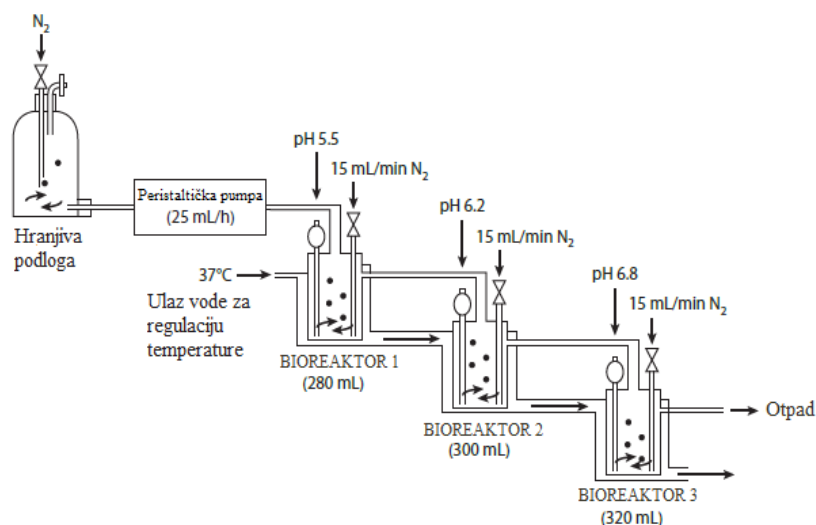 N₂
pH 5.5
15 mL/min N₂
Peristaltička pumpa
(25 mL/h)
Hranjiva
podloga
37°C
Ulaz vode za
regulaciju
temperature
BIOREAKTOR 1
(280 mL)
pH 6.2
15 mL/min N₂
BIOREAKTOR 2
(300 mL)
pH 6.8
15 mL/min N₂
Otpad
BIOREAKTOR 3
(320 mL)